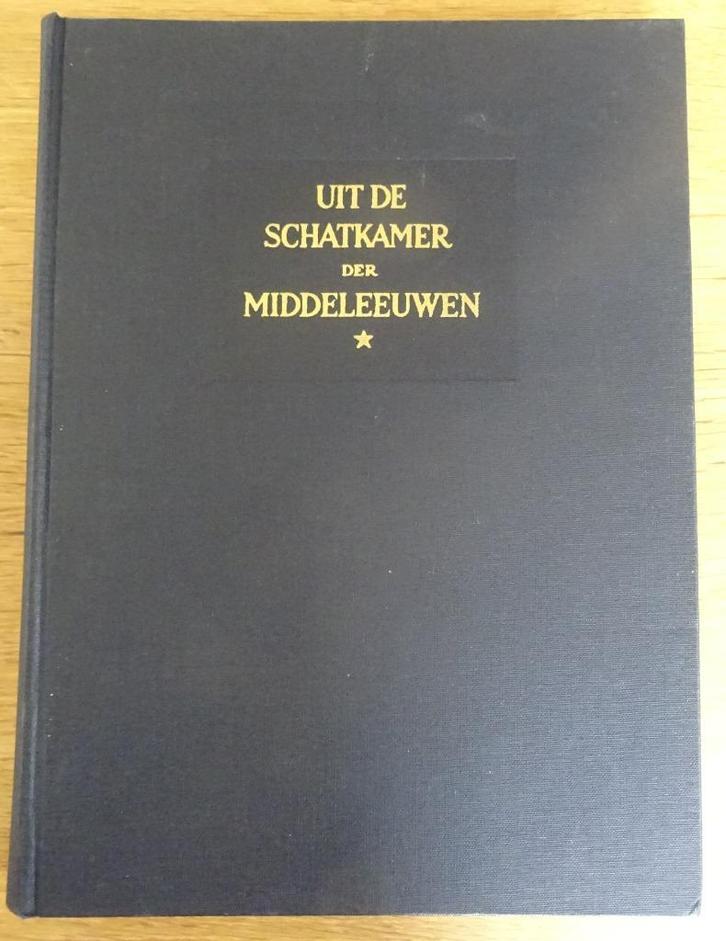 UIT DE
SCHATKAMER
DER
MIDDELEEUWEN